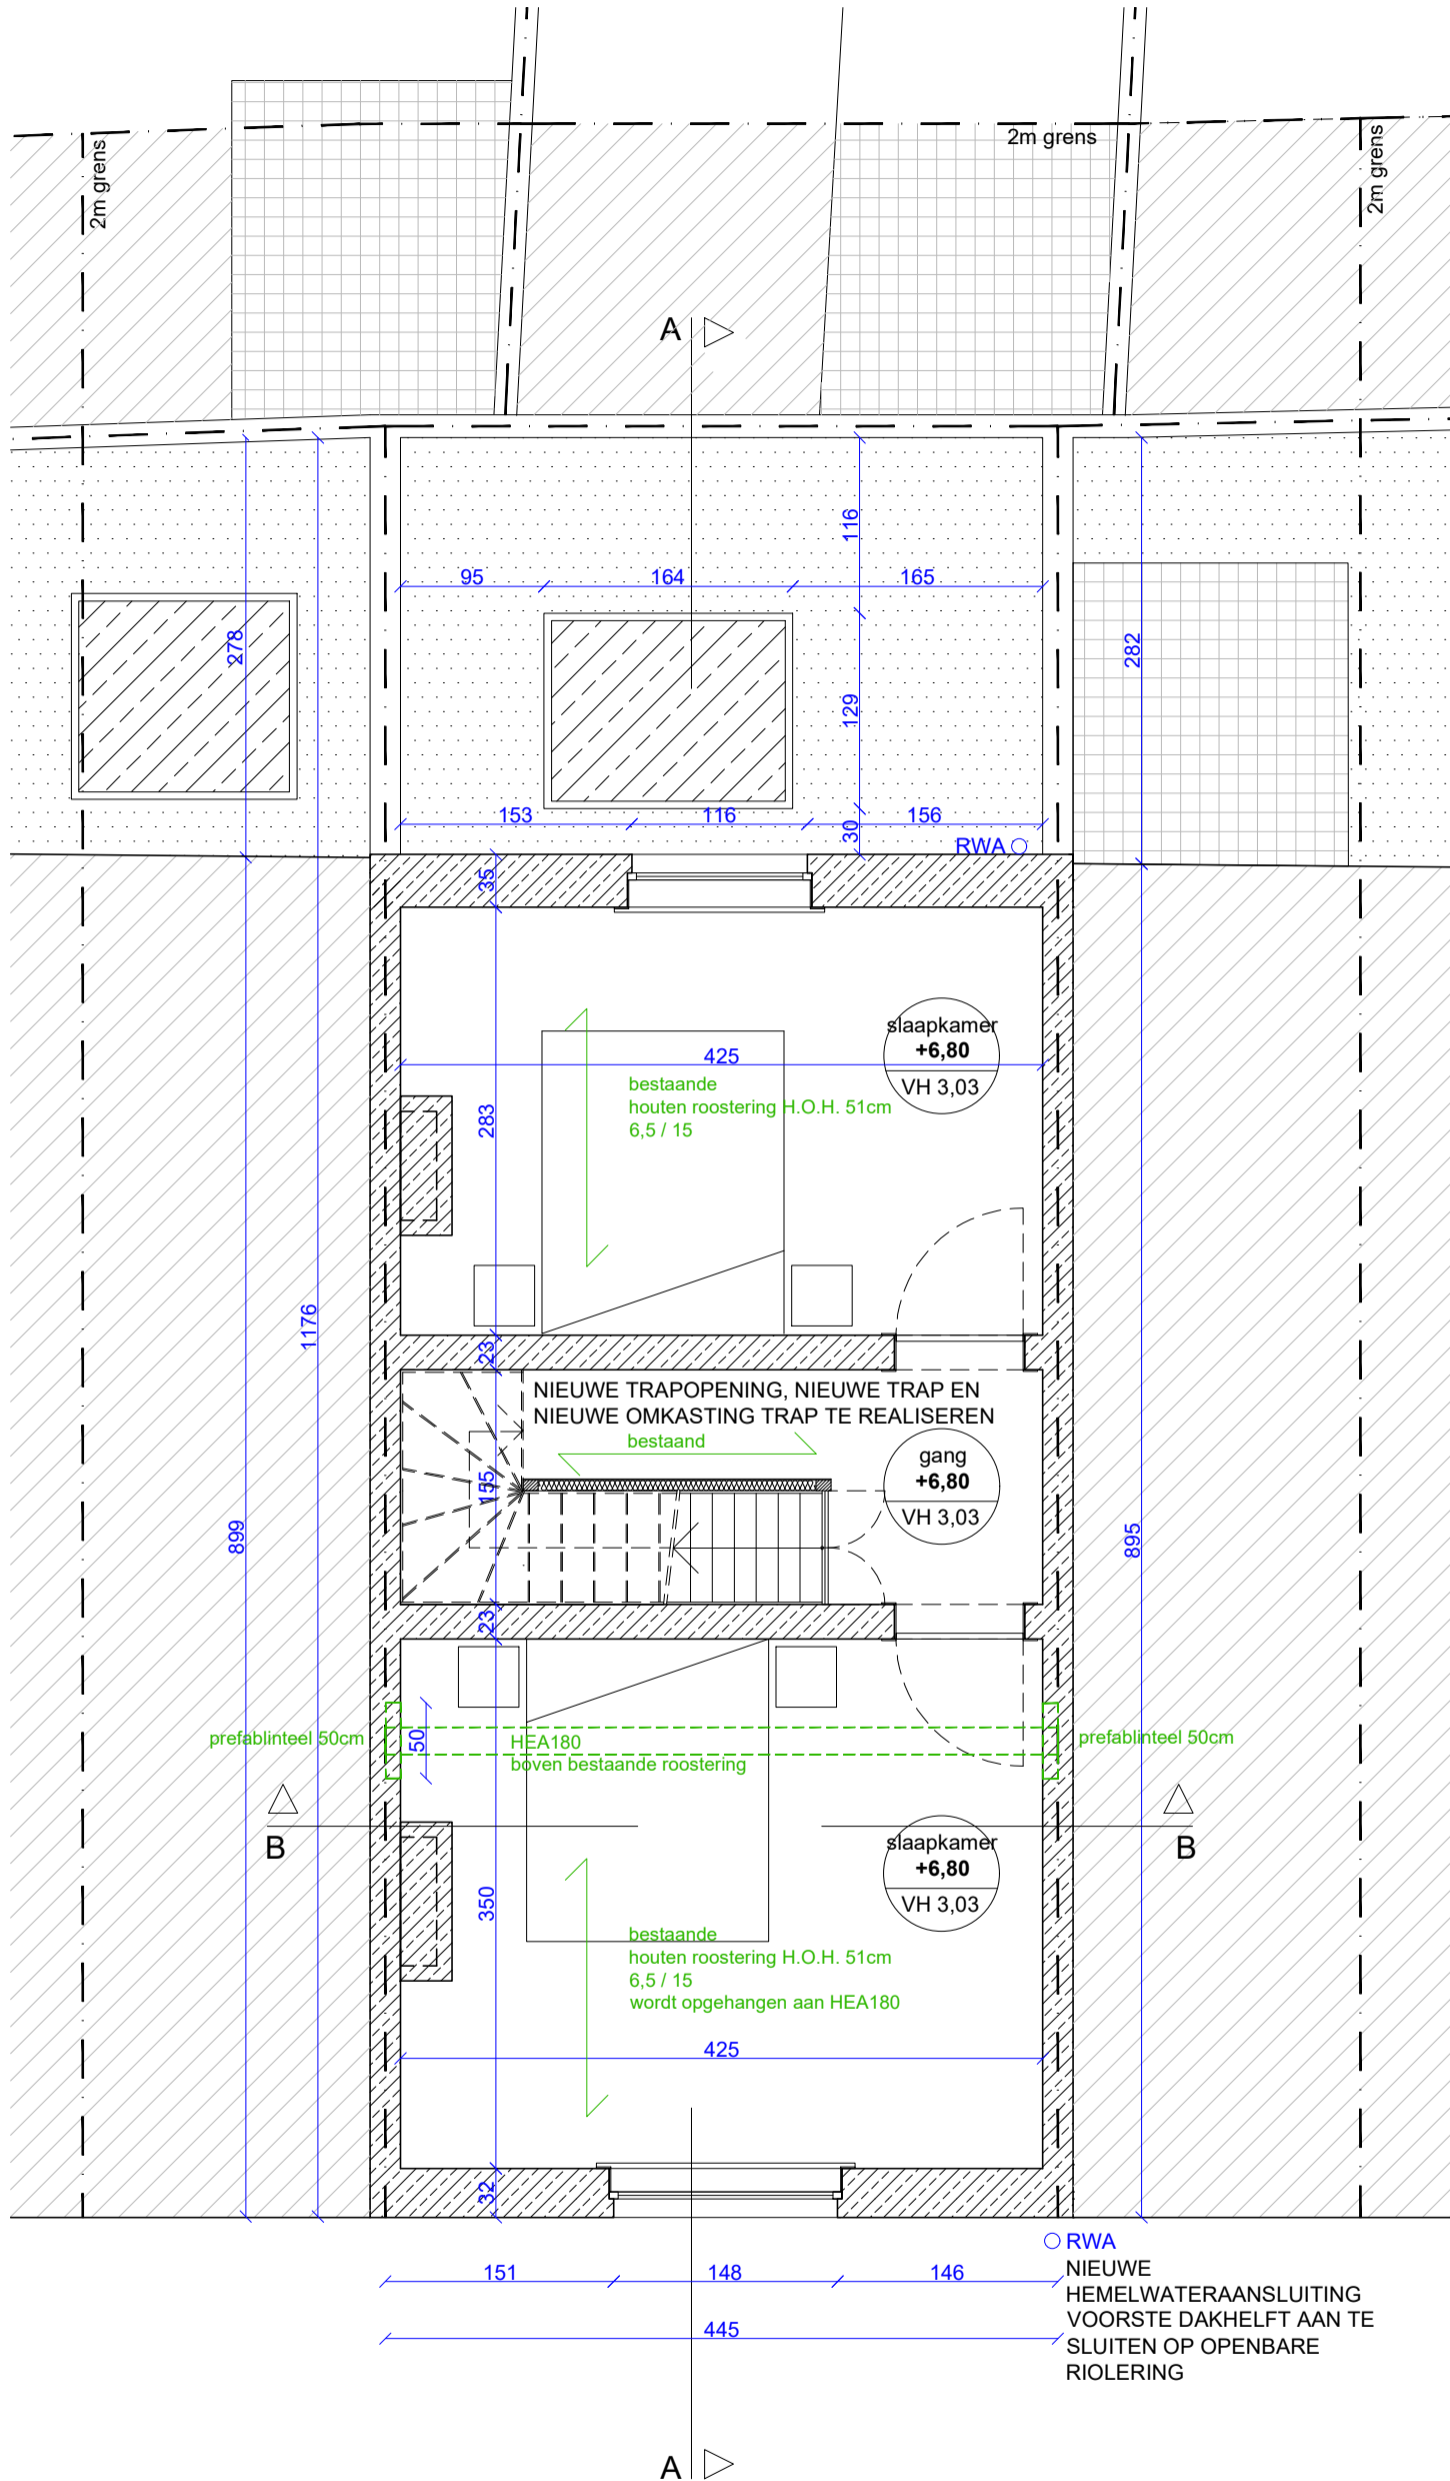 2m grens
2m grens
2m grens
A
116
95
164
165
278
282
129
153
116
156
30
RWA
35
slaapkamer
+6,80
VH 3,03
425
bestaande
houten roostering H.O.H. 51cm
6,5 / 15
283
1176
23
NIEUWE TRAPOPENING, NIEUWE TRAP EN
NIEUWE OMKASTING TRAP TE REALISEREN
bestaand
gang
+6,80
VH 3,03
155
899
895
23
prefablinteel 50cm
50
HEA180
boven bestaande roostering
prefablinteel 50cm
B
B
slaapkamer
+6,80
VH 3,03
350
bestaande
houten roostering H.O.H. 51cm
6,5 / 15
wordt opgehangen aan HEA180
425
32
RWA
NIEUWE
HEMELWATERAANSLUITING
VOORSTE DAKHELFT AAN TE
SLUITEN OP OPENBARE
RIOLERING
151
148
146
445
A